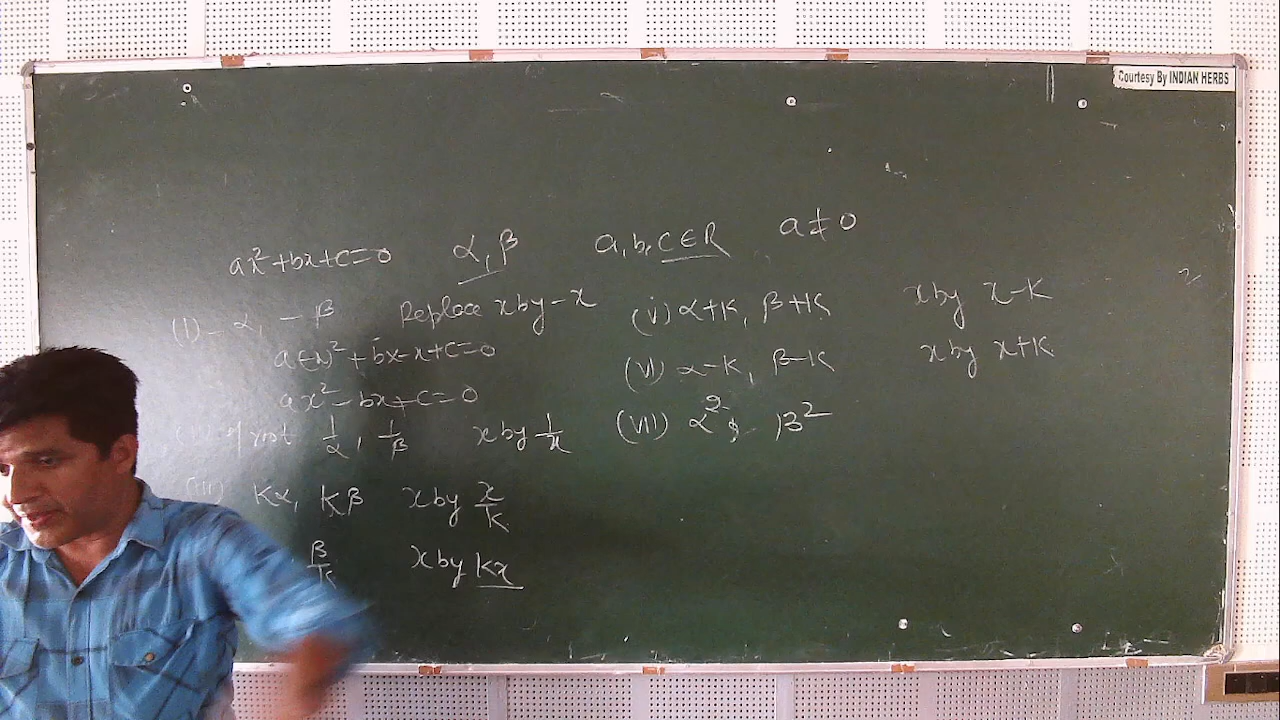 Courtesy By INDIAN HERBS
ax²+bx+c=0 α, β a,b,c∈R a≠0
(i) -α, -β Replace x by -x
a(-x)²+bx-x+c=0
ax²-bx+c=0
root 1/α, 1/β x by 1/x
(iii) Kα, Kβ x by x/K
β/K x by Kx
(v) α+K, β+K x by x-K
(vi) α-K, β-K x by x+K
(vii) α², β²